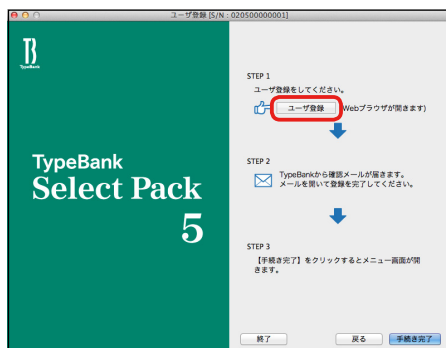 ユーザ登録 [S/N : 020500000001]
TypeBank
TypeBank
Select Pack
5
STEP 1
ユーザ登録をしてください。
ユーザ登録
Webブラウザが開きます)
STEP 2
TypeBankから確認メールが届きます。
メールを開いて登録を完了してください。
STEP 3
【手続き完了】をクリックするとメニュー画面が開
きます。
終了
戻る
手続き完了